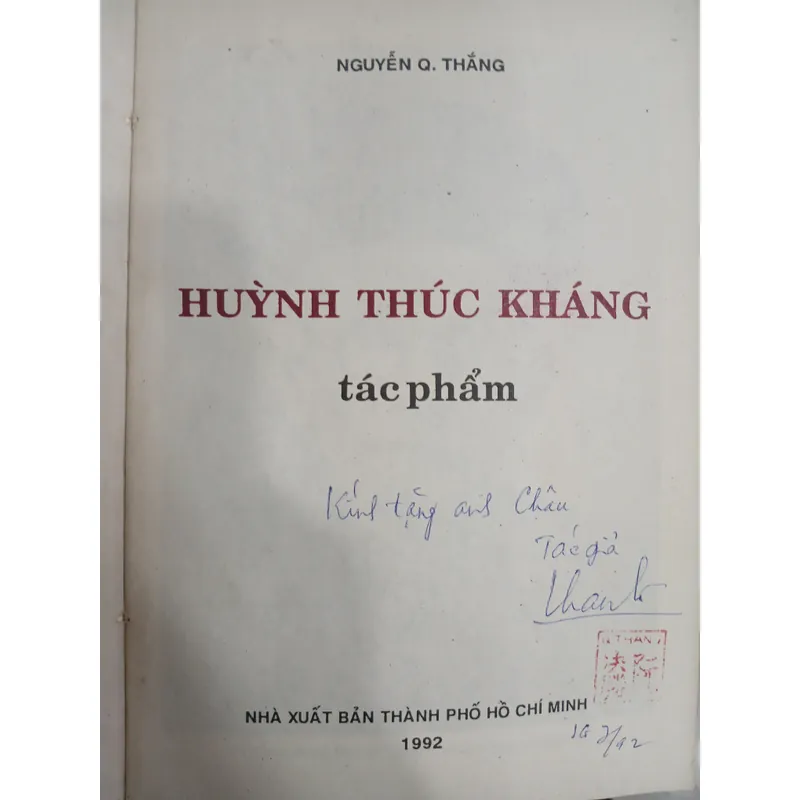 NGUYỄN Q. THẮNG
HUỲNH THÚC KHÁNG
tác phẩm
Kính tặng anh Châu
Tác giả
NHÀ XUẤT BẢN THÀNH PHỐ HỒ CHÍ MINH
1992